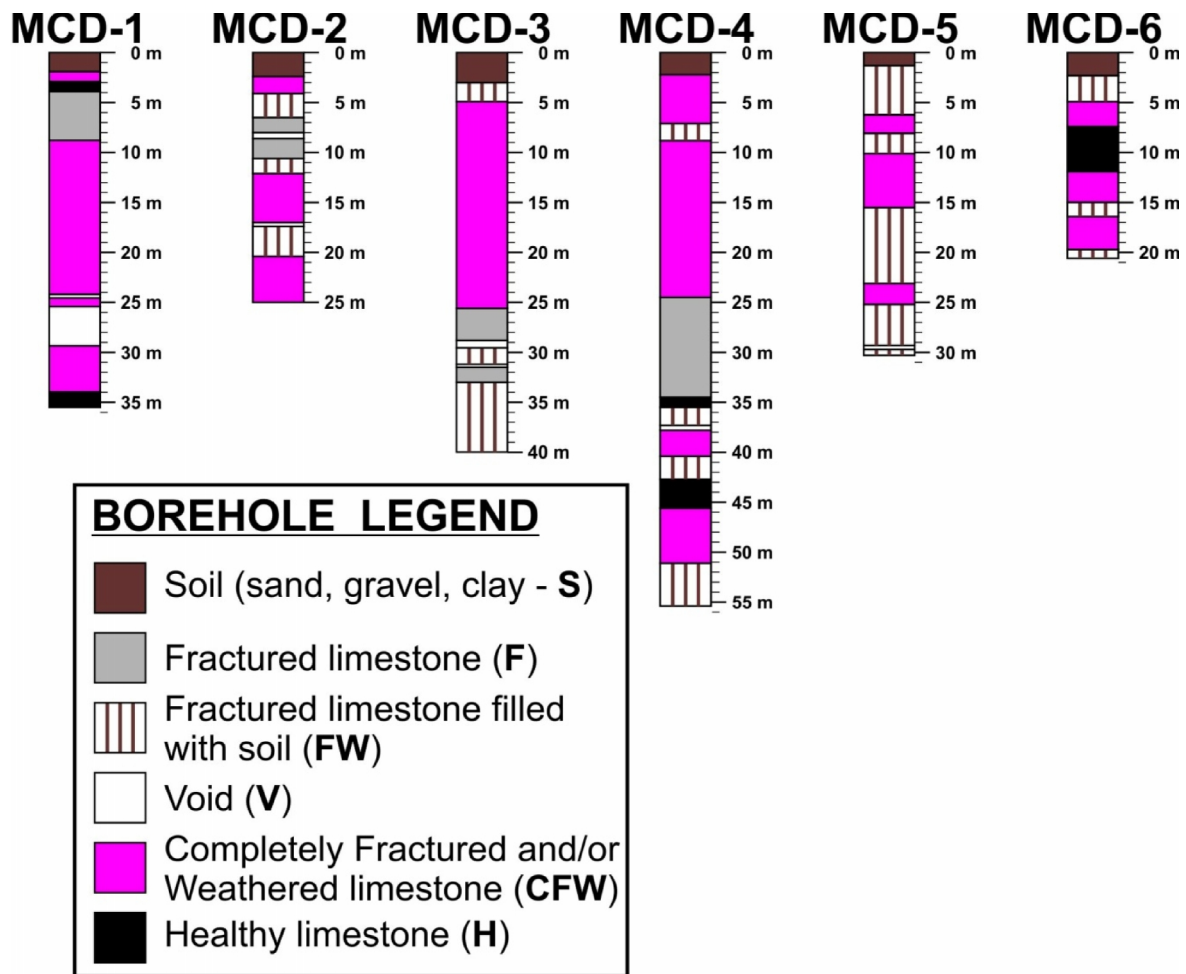 MCD-1 MCD-2 MCD-3 MCD-4 MCD-5 MCD-6
0 m 0 m 0 m 0 m 0 m 0 m
5 m 5 m 5 m 5 m 5 m 5 m
10 m 10 m 10 m 10 m 10 m 10 m
15 m 15 m 15 m 15 m 15 m 15 m
20 m 20 m 20 m 20 m 20 m 20 m
25 m 25 m 25 m 25 m 25 m
30 m 30 m 30 m 30 m
35 m 35 m 35 m
40 m 40 m
45 m
50 m
55 m
BOREHOLE LEGEND
Soil (sand, gravel, clay - S)
Fractured limestone (F)
Fractured limestone filled
with soil (FW)
Void (V)
Completely Fractured and/or
Weathered limestone (CFW)
Healthy limestone (H)